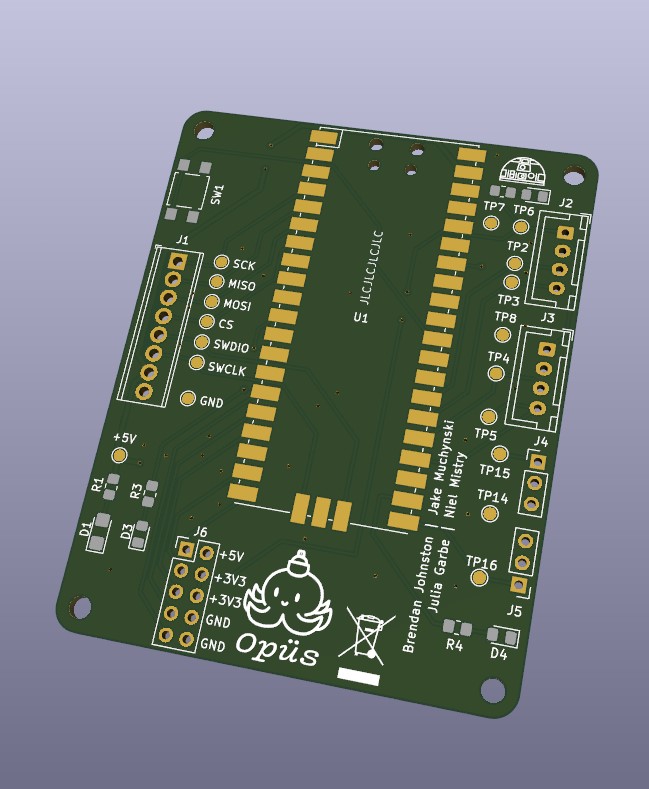 J2
TP7
TP6
SW1
TP2
J1
SCK
MISO
TP3
MOSI
JLCJLCJLCJLC
U1
J3
CS
TP8
SWDIO
TP4
SWCLK
GND
+5V
TP5
J4
TP15
Jake Muchynski
Niel Mistry
R1
R3
TP14
D1
D3
J6
+5V
+3V3
+3V3
GND
GND
Opüs
Brendan Johnston
Julia Garbe
TP16
J5
R4
D4